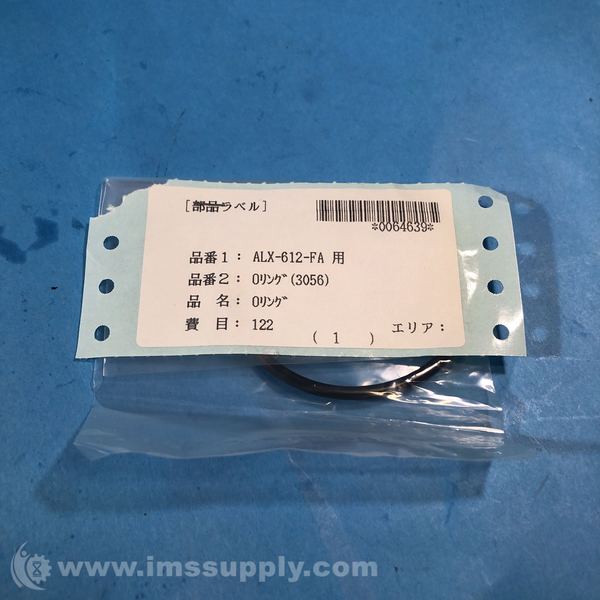 [部品ラベル]
*0064639*
品番1: ALX-612-FA 用
品番2: Oリング(3056)
品 名: Oリング
費 目: 122
( 1 )
エリア:
www.imssupply.com